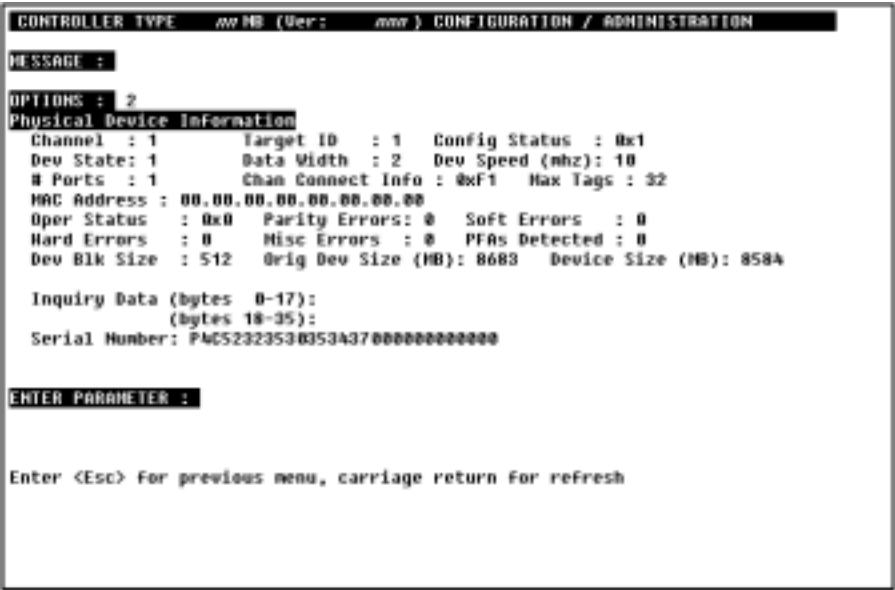 CONTROLLER TYPE nn MB (Ver: nnn ) CONFIGURATION / ADMINISTRATION
MESSAGE :
OPTIONS : 2
Physical Device Information
Channel : 1 Target ID : 1 Config Status : 0x1
Dev State: 1 Data Width : 2 Dev Speed (mhz): 10
# Ports : 1 Chan Connect Info : 0xF1 Max Tags : 32
MAC Address : 00.00.00.00.00.00.00.00
Oper Status : 0x0 Parity Errors: 0 Soft Errors : 0
Hard Errors : 0 Misc Errors : 0 PFAs Detected : 0
Dev Blk Size : 512 Orig Dev Size (MB): 8683 Device Size (MB): 8584
Inquiry Data (bytes 0-17):
(bytes 18-35):
Serial Number:
ENTER PARAMETER :
Enter <Esc> for previous menu, carriage return for refresh